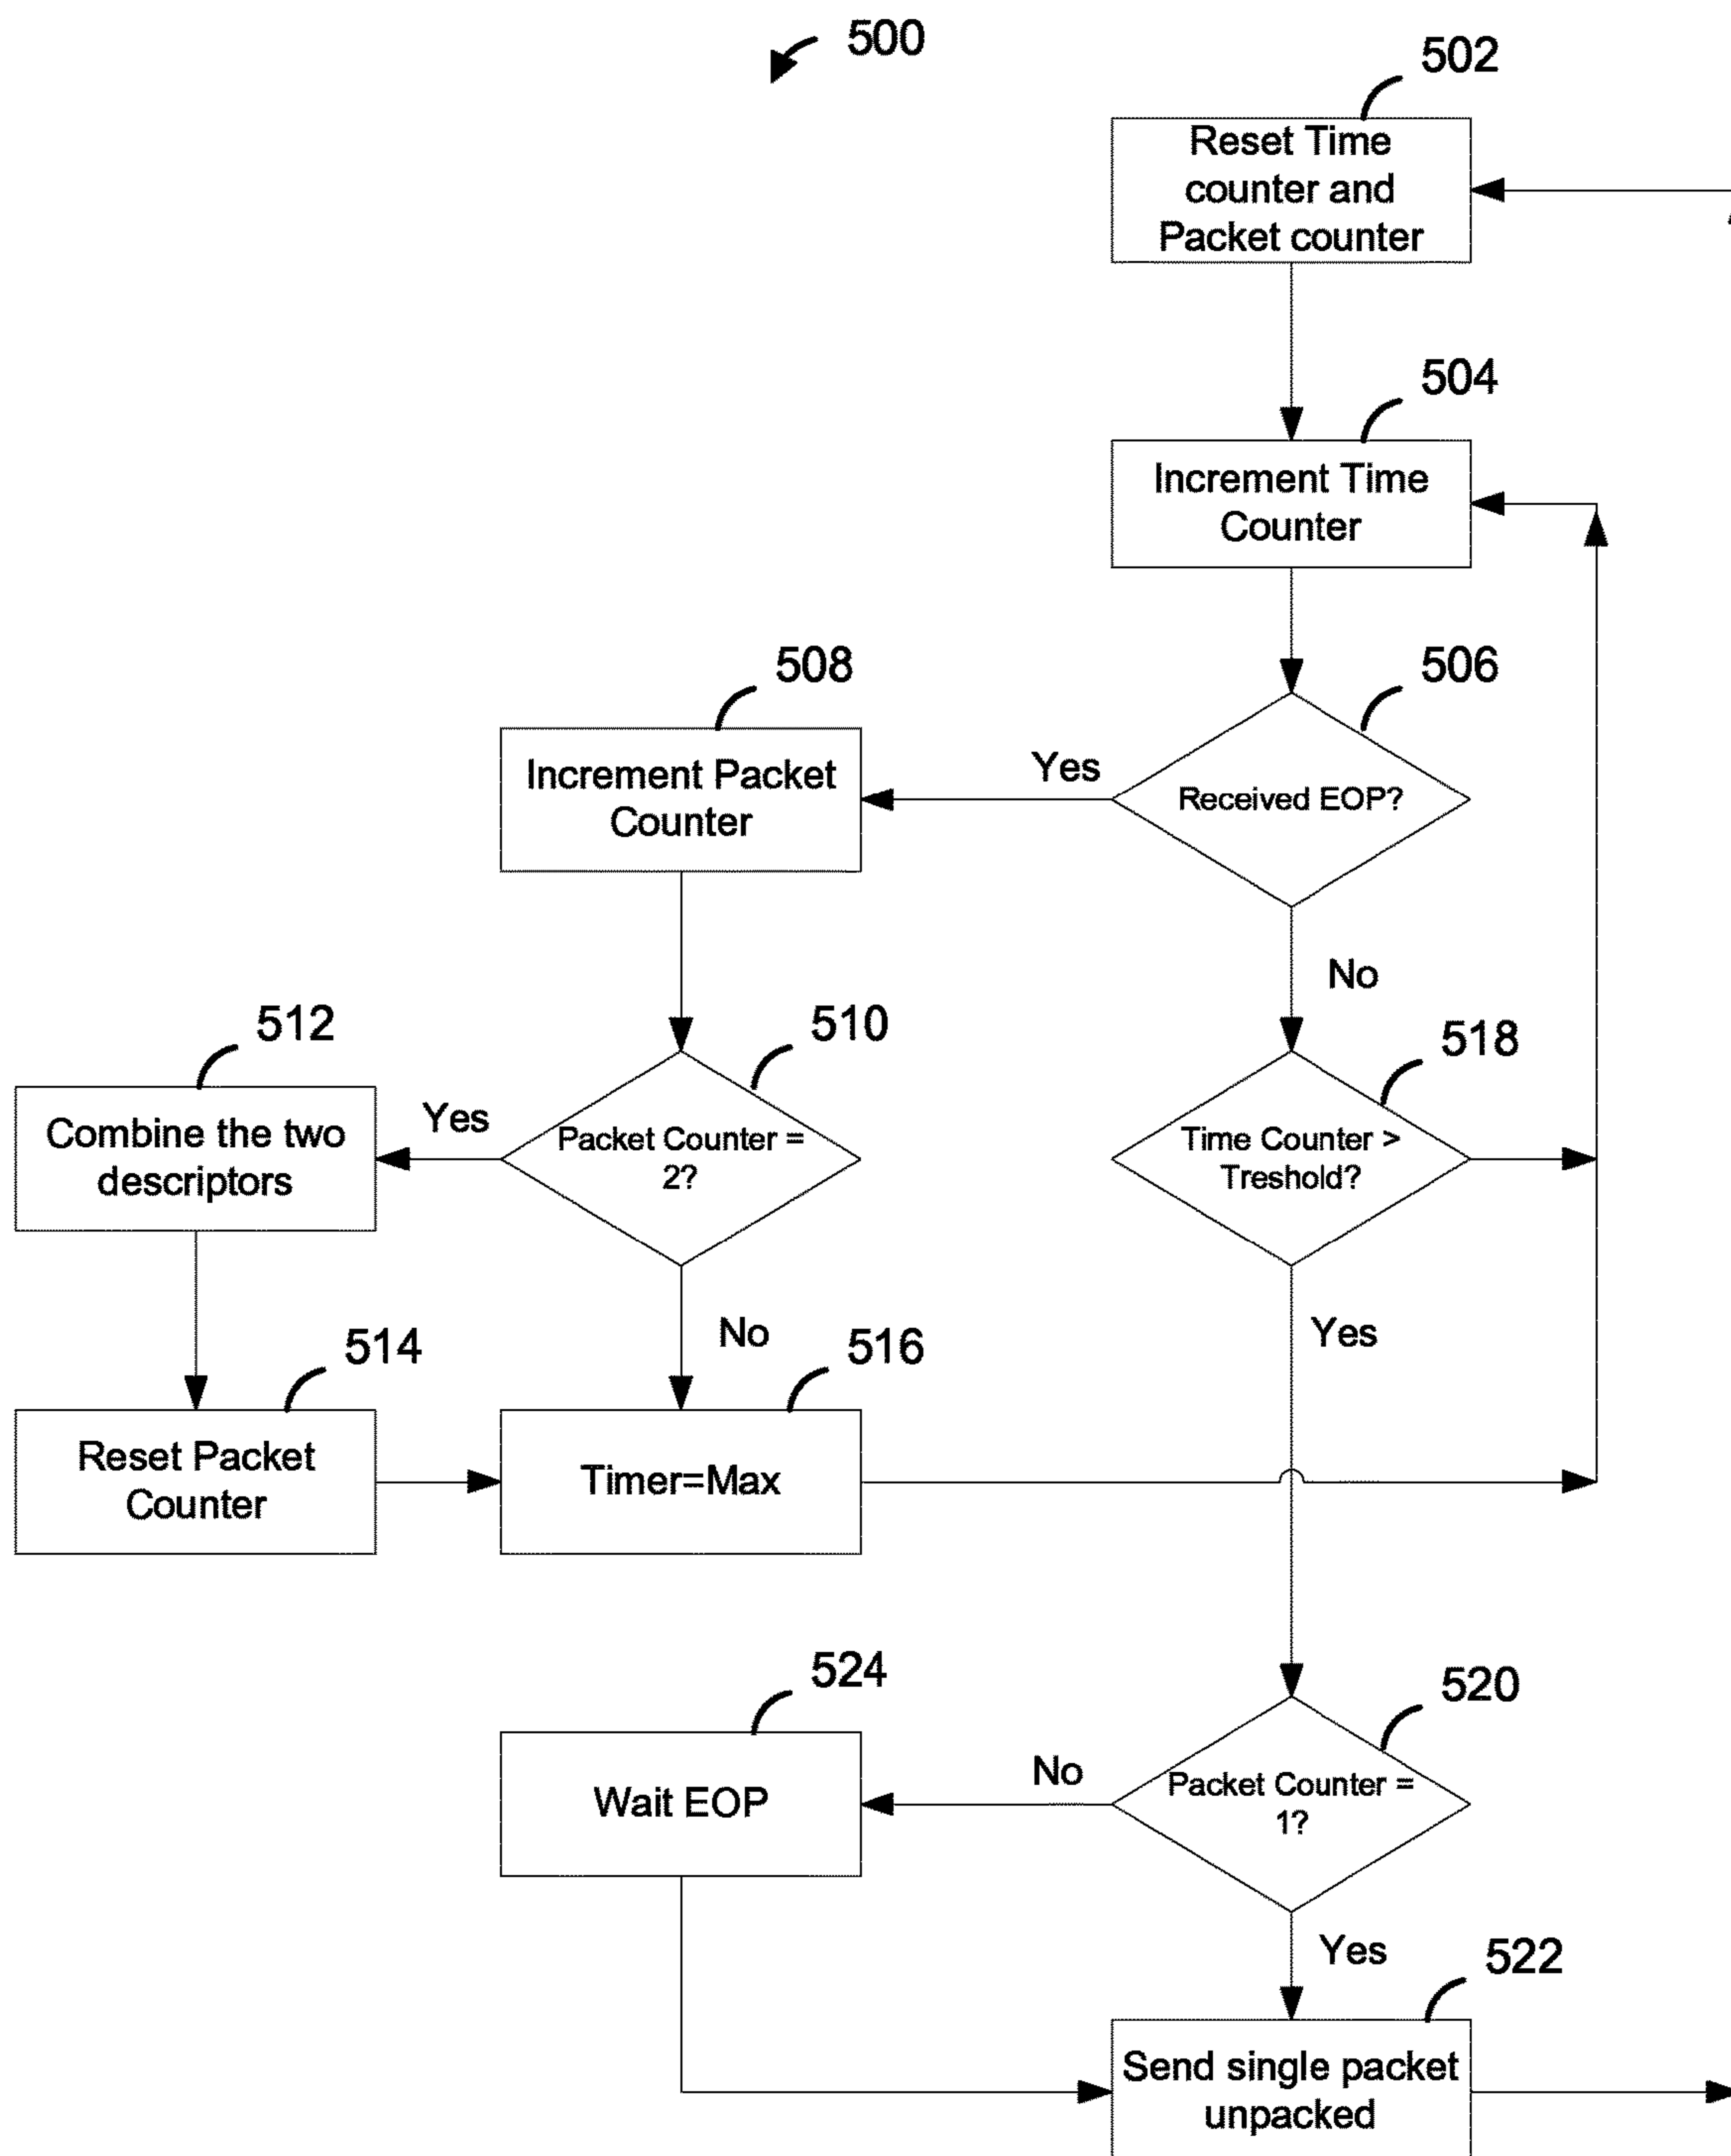 500
502
Reset Time
counter and
Packet counter
504
Increment Time
Counter
508
506
Increment Packet
Counter
Yes
Received EOP?
No
512
510
518
Combine the two
descriptors
Yes
Packet Counter =
2?
Time Counter >
Treshold?
No
Yes
514
516
Reset Packet
Counter
Timer=Max
524
520
Wait EOP
No
Packet Counter =
1?
Yes
522
Send single packet
unpacked